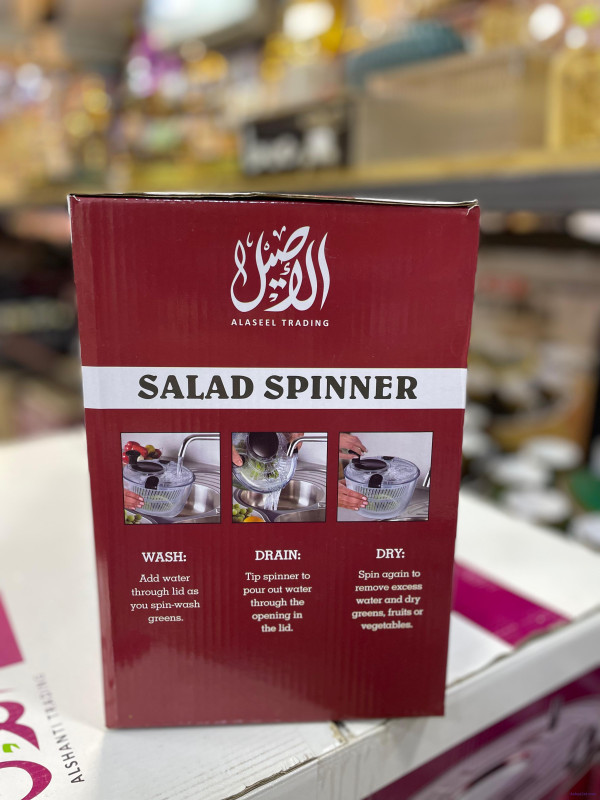 الأصيل
ALASEEL TRADING
SALAD SPINNER
WASH:
Add water
through lid as
you spin-wash
greens.
DRAIN:
Tip spinner to
pour out water
through the
opening in
the lid.
DRY:
Spin again to
remove excess
water and dry
greens, fruits or
vegetables.
ALSHANTI TRADING